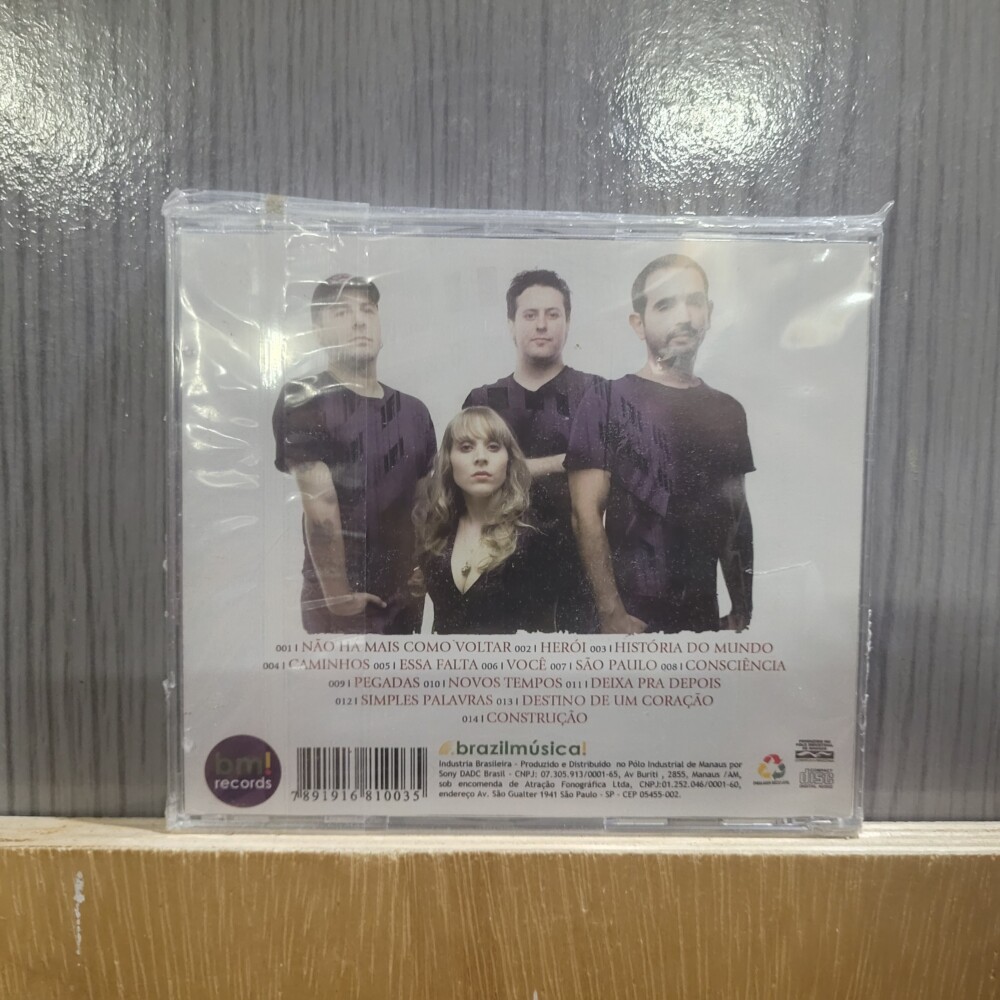 001 | NÃO HÁ MAIS COMO VOLTAR 002 | HERÓI 003 | HISTÓRIA DO MUNDO
004 | CAMINHOS 005 | ESSA FALTA 006 | VOCÊ 007 | SÃO PAULO 008 | CONSCIÊNCIA
009 | PEGADAS 010 | NOVOS TEMPOS 011 | DEIXA PRA DEPOIS
012 | SIMPLES PALAVRAS 013 | DESTINO DE UM CORAÇÃO
014 | CONSTRUÇÃO
bm!
records
7891916810035
.brazilmúsica!
Industria Brasileira - Produzido e Distribuído no Pólo Industrial de Manaus por
Sony DADC Brasil - CNPJ: 07.305.913/0001-65, Av Buriti , 2855, Manaus /AM,
sob encomenda de Atração Fonográfica Ltda, CNPJ:01.252.046/0001-60,
endereço Av. São Gualter 1941 São Paulo - SP - CEP 05455-002.
disc